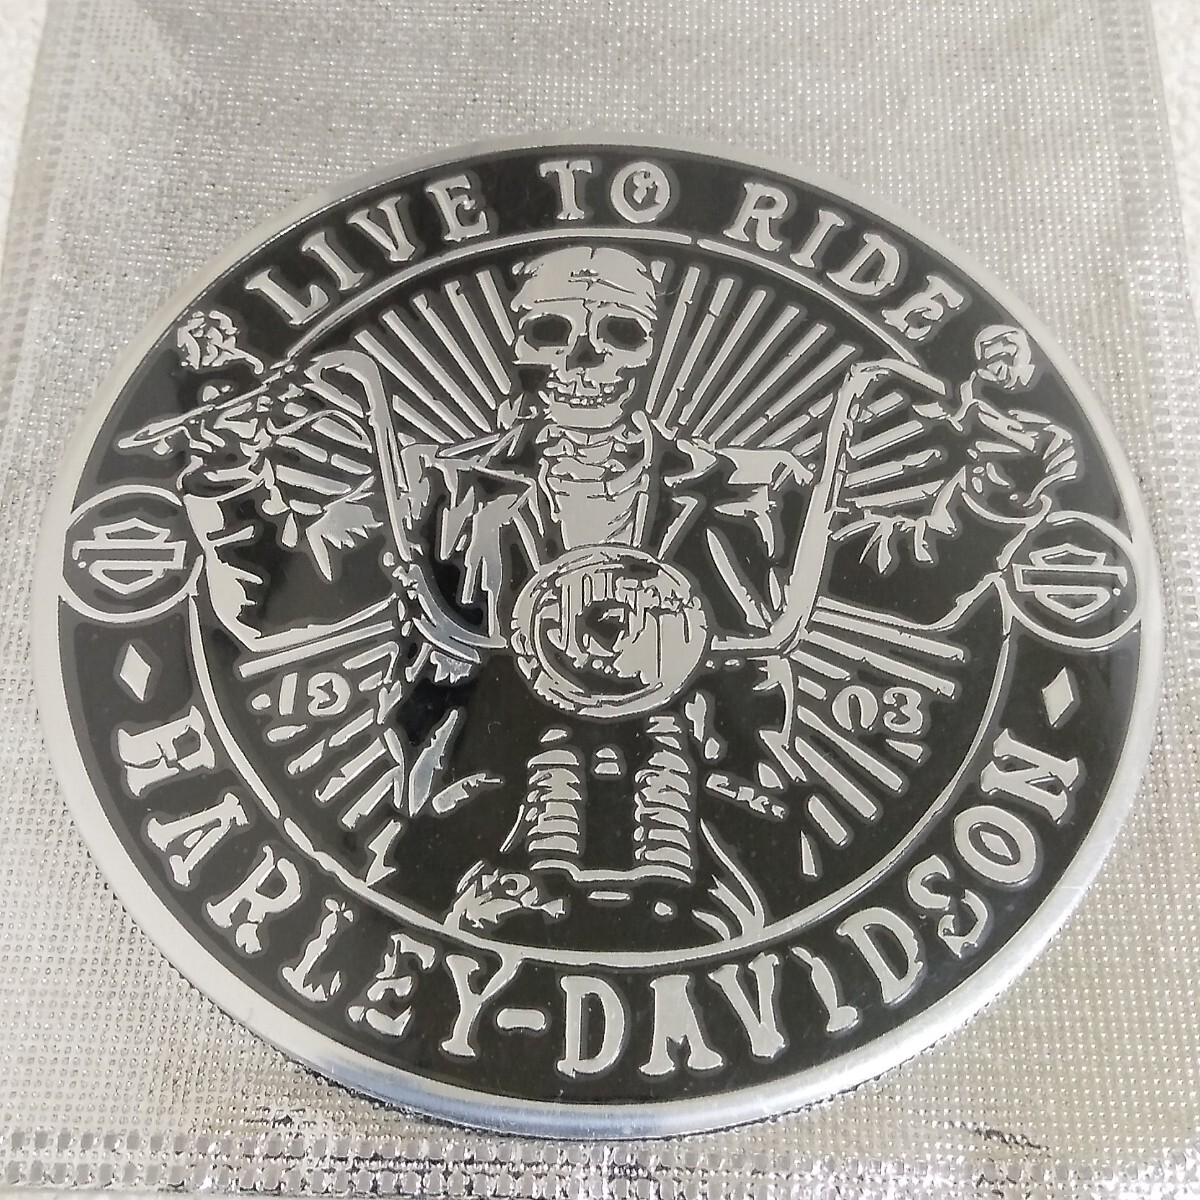 LIVE TO RIDE
19 03
HARLEY-DAVIDSON